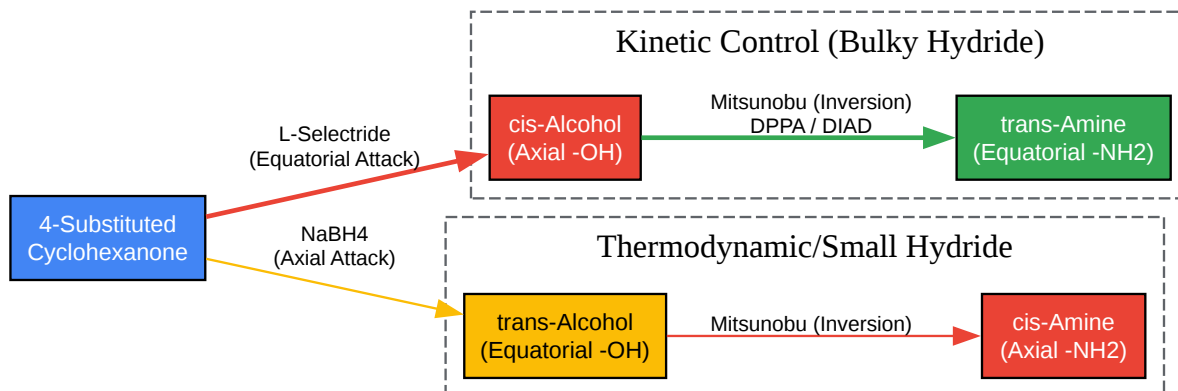 Kinetic Control (Bulky Hydride)
L-Selectride
(Equatorial Attack)
cis-Alcohol
(Axial -OH)
Mitsunobu (Inversion)
DPPA / DIAD
trans-Amine
(Equatorial -NH2)
4-Substituted
Cyclohexanone
NaBH4
(Axial Attack)
Thermodynamic/Small Hydride
trans-Alcohol
(Equatorial -OH)
Mitsunobu (Inversion)
cis-Amine
(Axial -NH2)